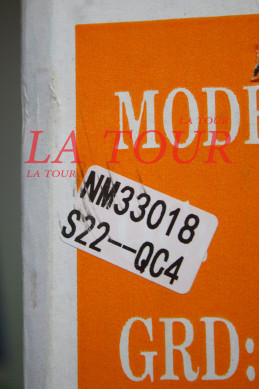 MODE
LA TOUR
LA TOUR
LA TOUR
NM33018
S22--QC4
GRD: